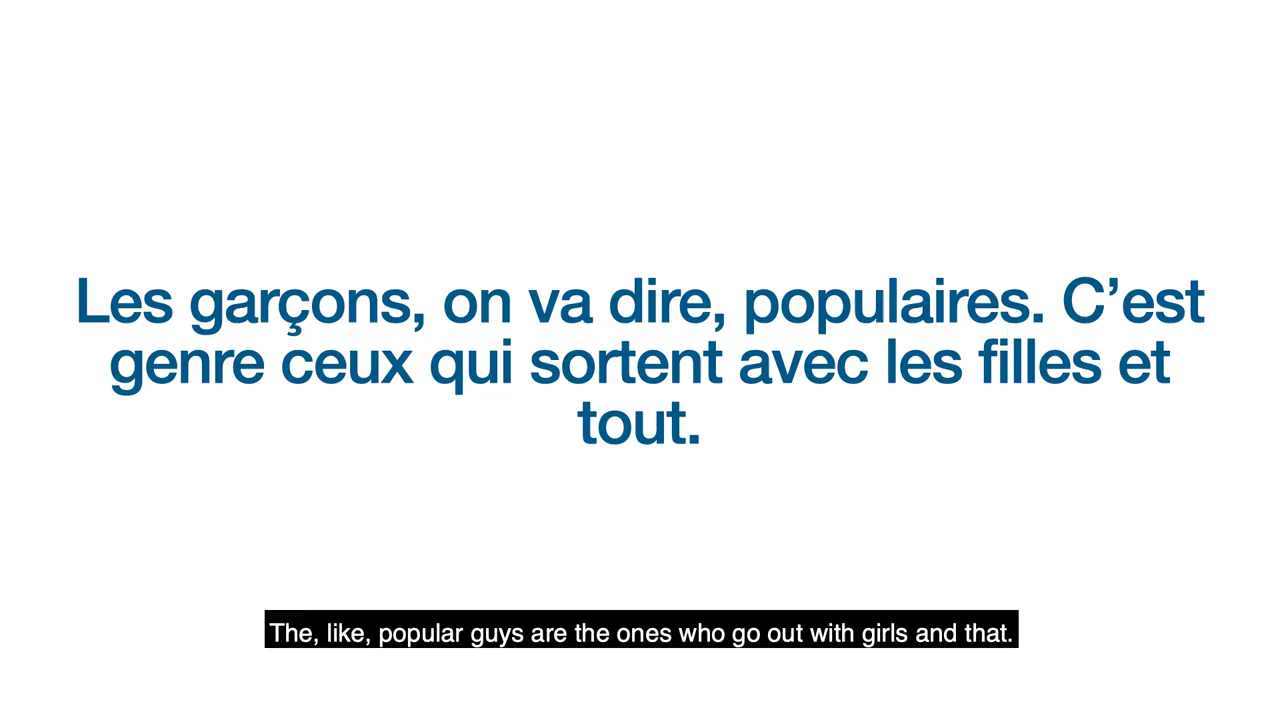 Les garçons, on va dire, populaires. C’est
genre ceux qui sortent avec les filles et
tout.
The, like, popular guys are the ones who go out with girls and that.